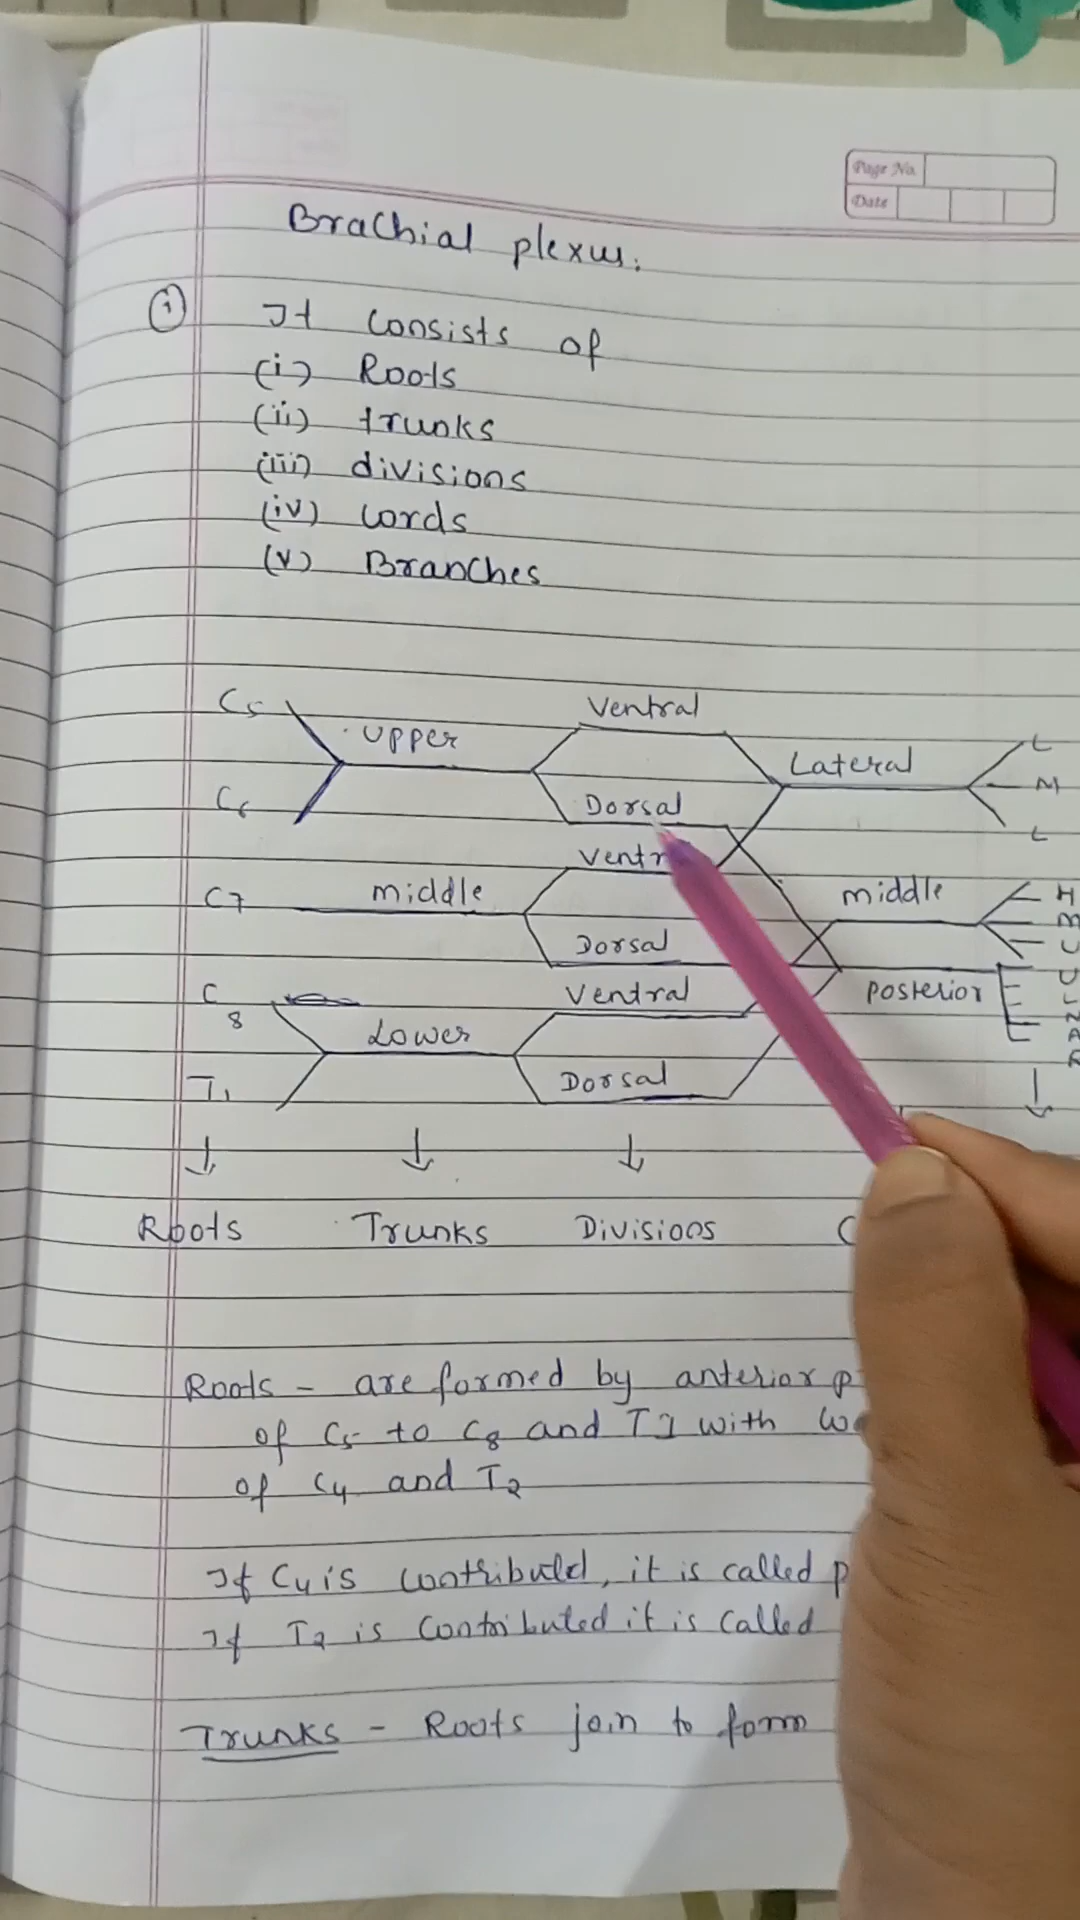 Page No.
Date
Brachial plexus.
① It consists of
(i) Roots
(ii) trunks
(iii) divisions
(iv) cords
(v) Branches
C5
Upper
Ventral
Lateral
L
M
L
C6
Dorsal
Ventr
C7
middle
Dorsal
middle
H
M
U
C8
Lower
Ventral
Posterior
ULNAR
T1
Dorsal
Roots Trunks Divisions C
Roots - are formed by anterior p
of C5 to C8 and T1 with
of C4 and T2
If C4 is contributed, it is called p
If T2 is contributed it is called
Trunks - Roots join to form